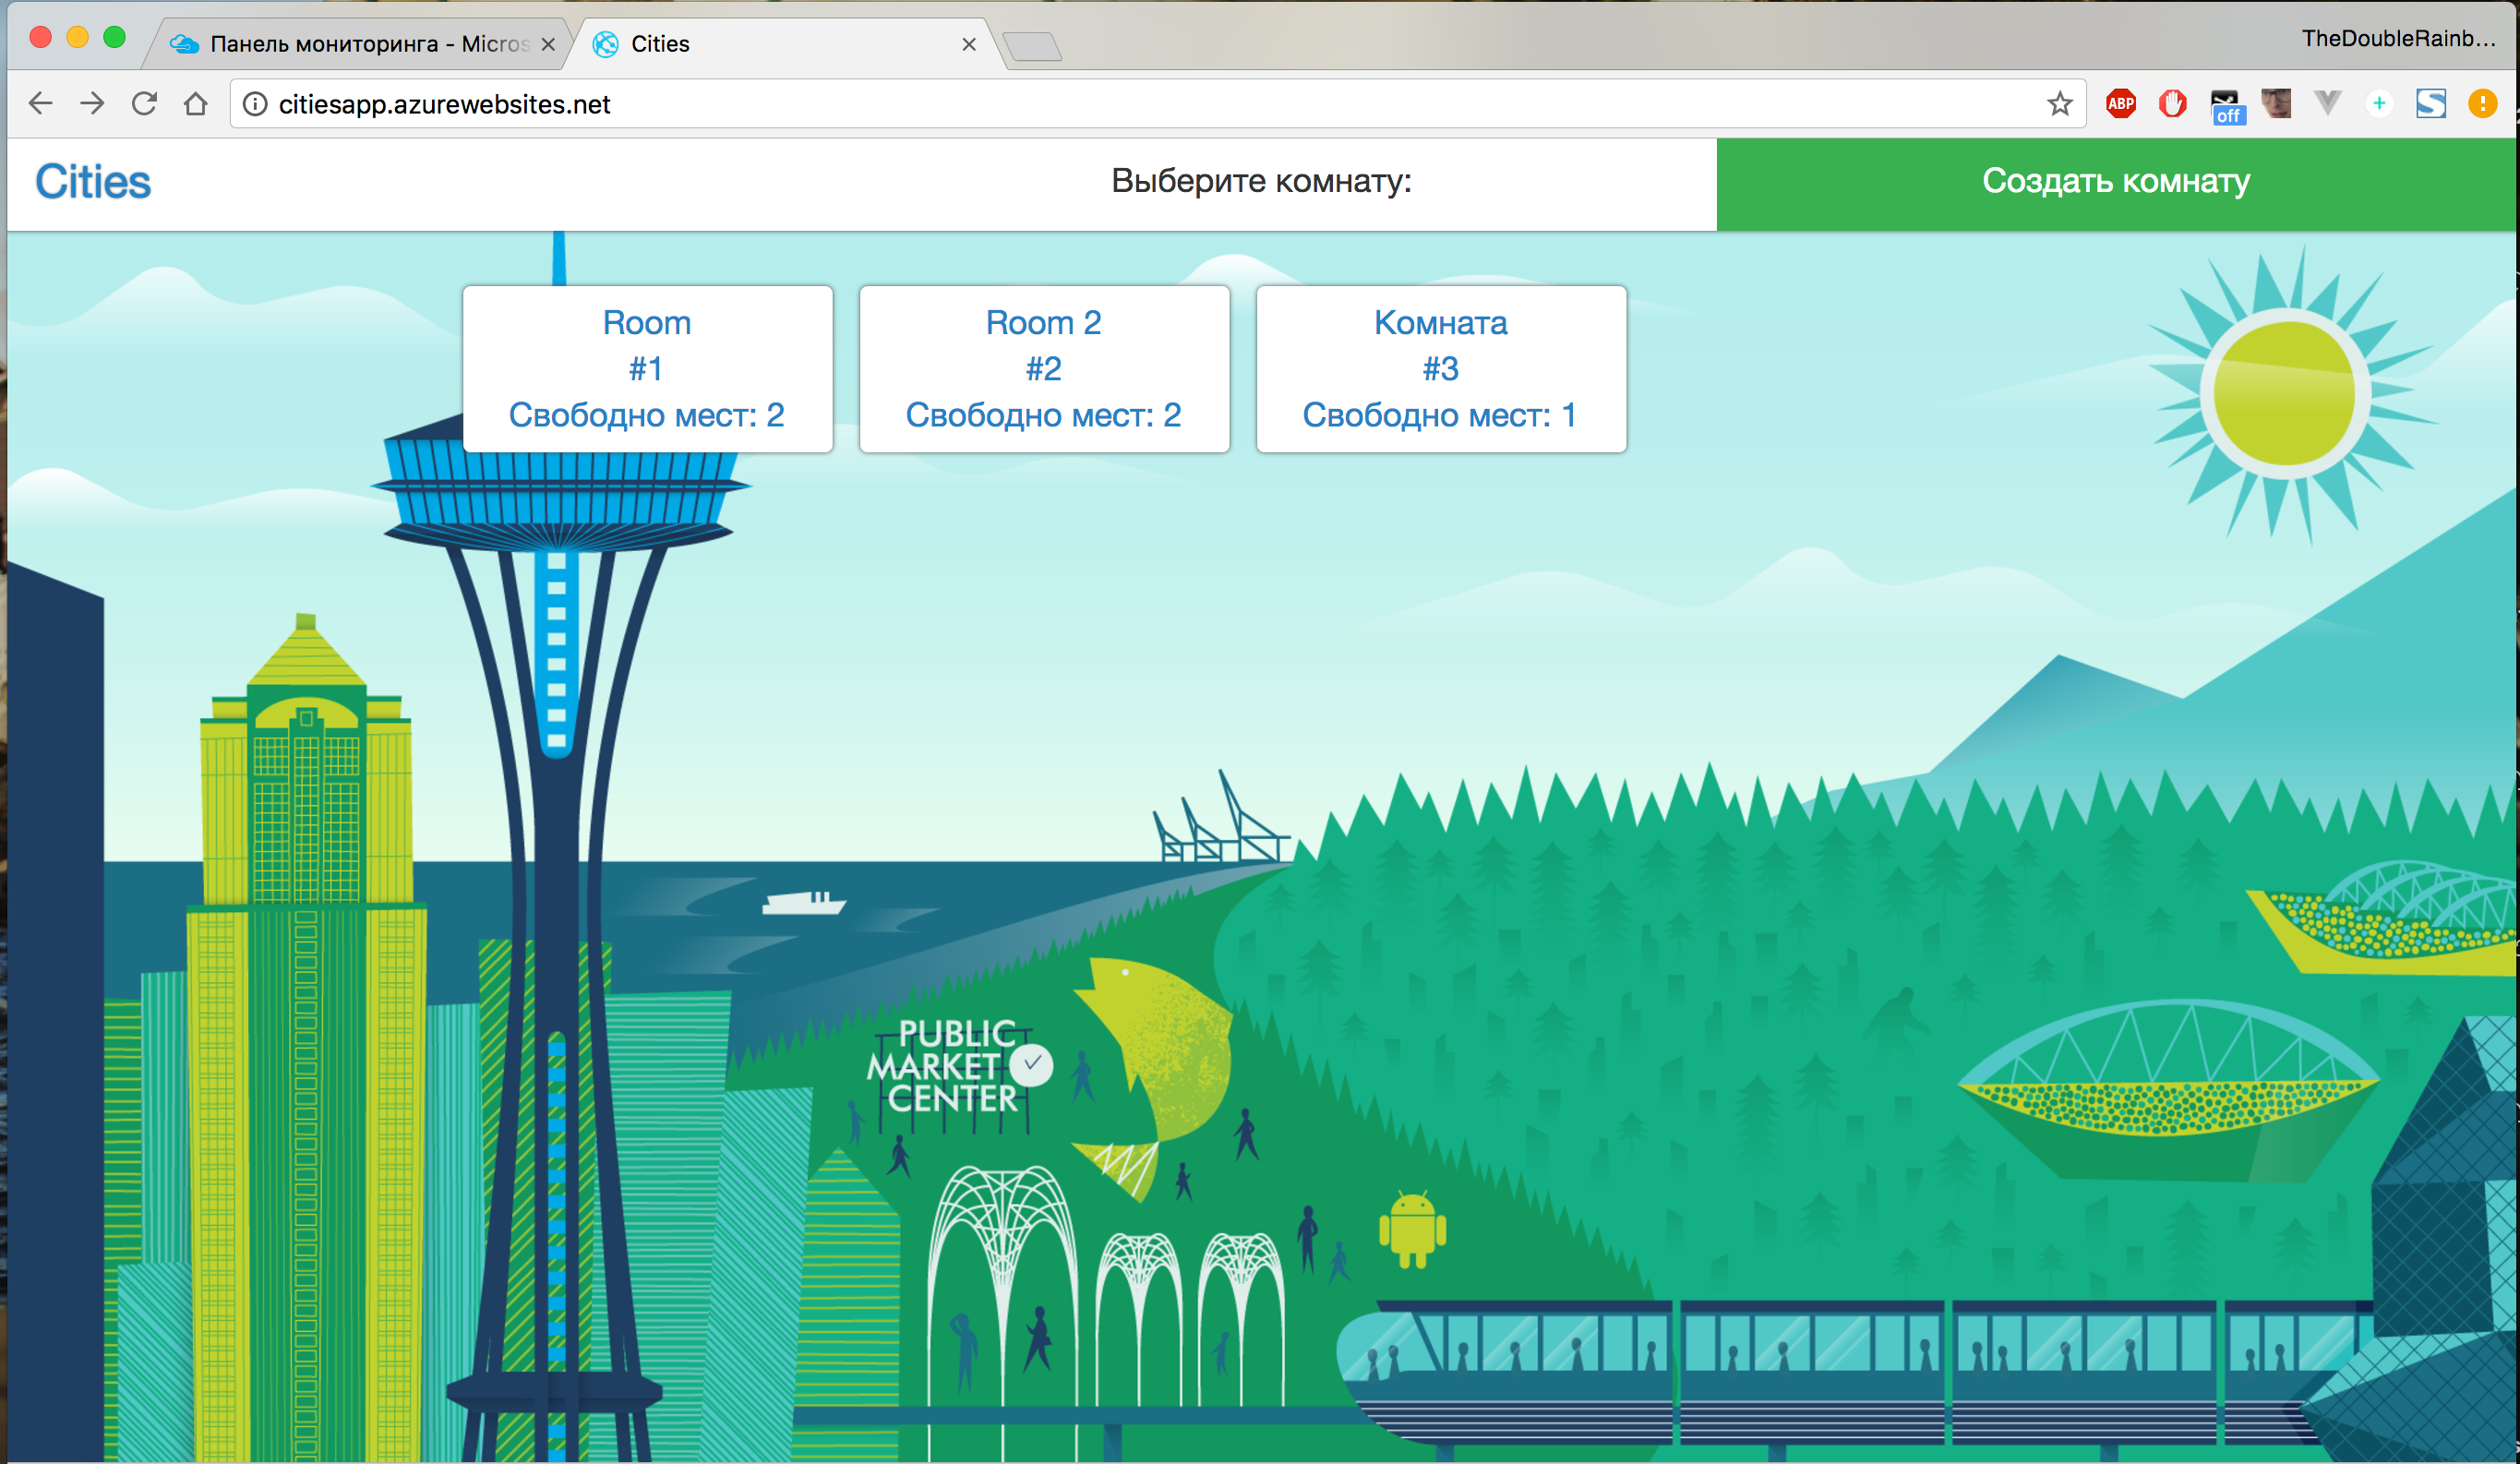 Панель мониторинга - Micros
Cities
TheDoubleRainb...
citiesapp.azurewebsites.net
ABP
off
Cities
Выберите комнату:
Создать комнату
Room
#1
Свободно мест: 2
Room 2
#2
Свободно мест: 2
Комната
#3
Свободно мест: 1
PUBLIC
MARKET
CENTER